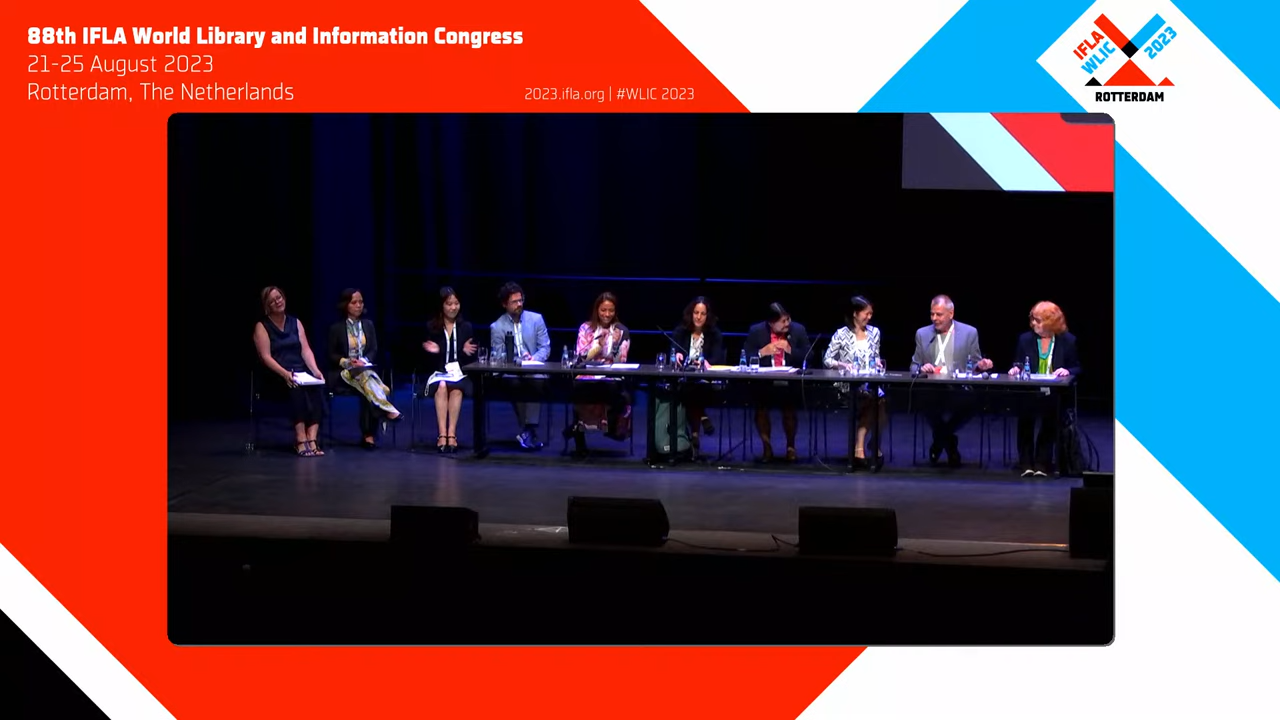 88th IFLA World Library and Information Congress
21-25 August 2023
Rotterdam, The Netherlands
2023.ifla.org | #WLIC 2023
IFLA
WLIC
2023
ROTTERDAM